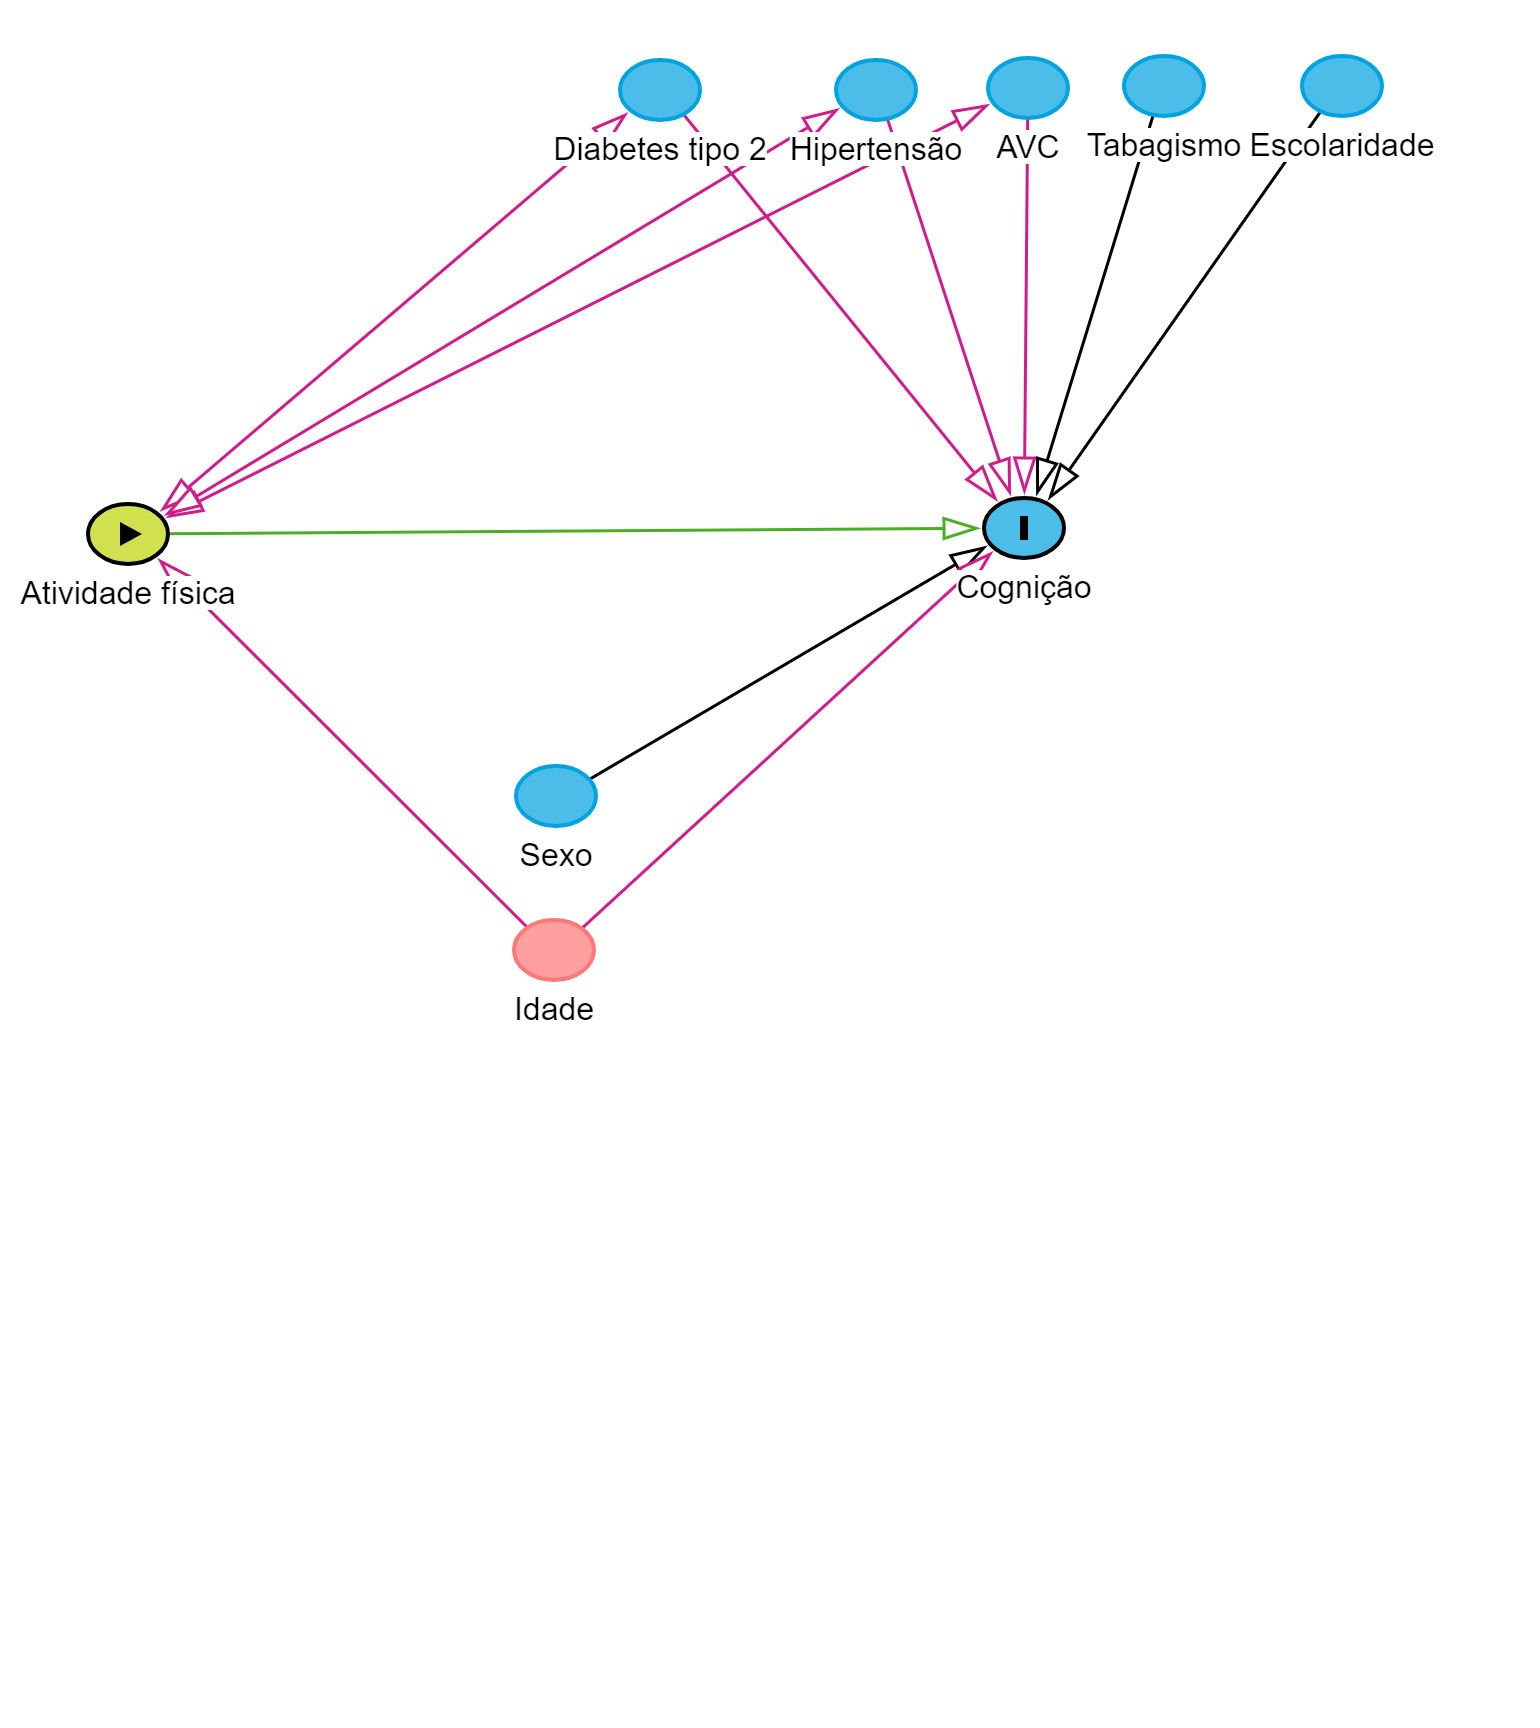 Diabetes tipo 2
Hipertensão
AVC
Tabagismo
Escolaridade
Atividade física
Cognição
Sexo
Idade